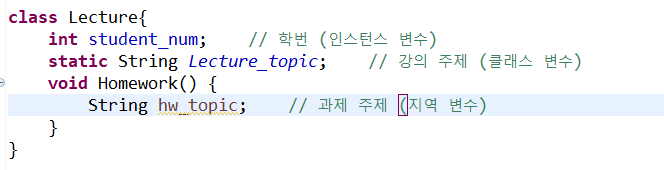 class Lecture{
    int student_num;    // 학번 (인스턴스 변수)
    static String Lecture_topic;    // 강의 주제 (클래스 변수)
    void Homework() {
        String hw_topic;    // 과제 주제 (지역 변수)
    }
}